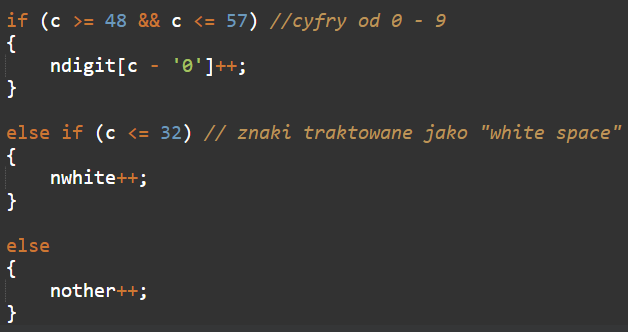 if (c >= 48 && c <= 57) //cyfry od 0 - 9
{
    ndigit[c - '0']++;
}
else if (c <= 32) // znaki traktowane jako "white space"
{
    nwhite++;
}
else
{
    nother++;
}